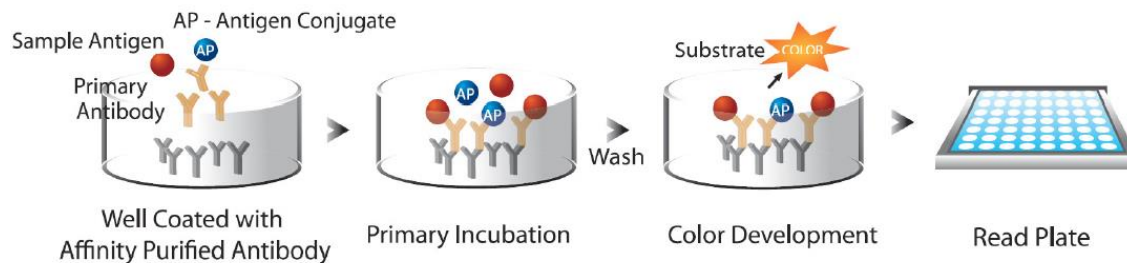 AP - Antigen Conjugate
Sample Antigen
AP
Primary
Antibody
Well Coated with
Affinity Purified Antibody
AP
AP
Primary Incubation
Wash
Substrate
COLOR
AP
Color Development
Read Plate